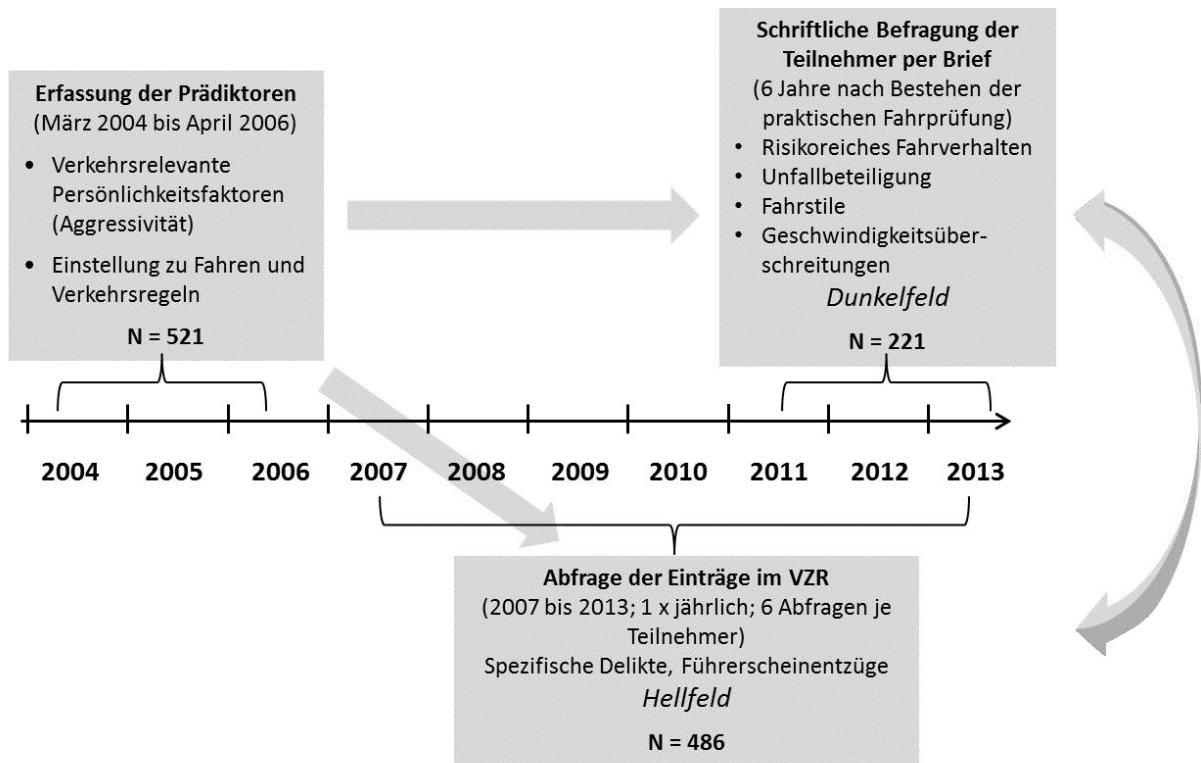 Erfassung der Prädiktoren
(März 2004 bis April 2006)
• Verkehrsrelevante
Persönlichkeitsfaktoren
(Aggressivität)
• Einstellung zu Fahren und
Verkehrsregeln
N = 521
Schriftliche Befragung der
Teilnehmer per Brief
(6 Jahre nach Bestehen der
praktischen Fahrprüfung)
• Risikoreiches Fahrverhalten
• Unfallbeteiligung
• Fahrstile
• Geschwindigkeitsüber-
schreitungen
Dunkelfeld
N = 221
2004 2005 2006 2007 2008 2009 2010 2011 2012 2013
Abfrage der Einträge im VZR
(2007 bis 2013; 1 x jährlich; 6 Abfragen je
Teilnehmer)
Spezifische Delikte, Führerscheinentzüge
Hellfeld
N = 486